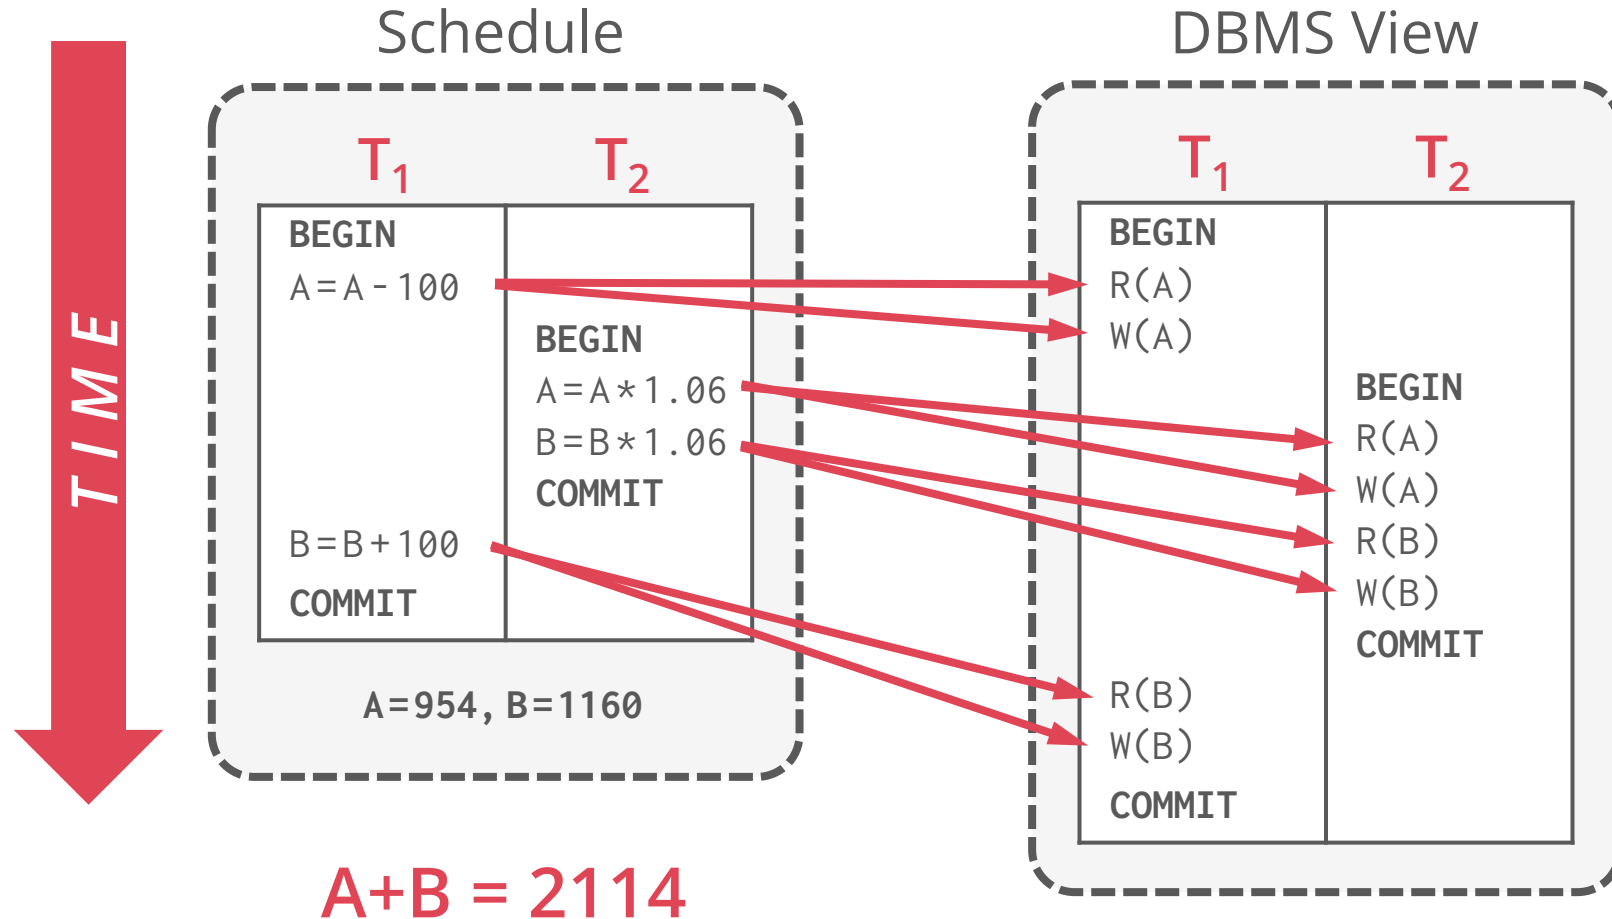 Schedule
DBMS View
TIME
T1 T2
BEGIN
A=A-100
BEGIN
A=A*1.06
B=B*1.06
COMMIT
B=B+100
COMMIT
A=954, B=1160
A+B = 2114
T1 T2
BEGIN
R(A)
W(A)
BEGIN
R(A)
W(A)
R(B)
W(B)
COMMIT
R(B)
W(B)
COMMIT